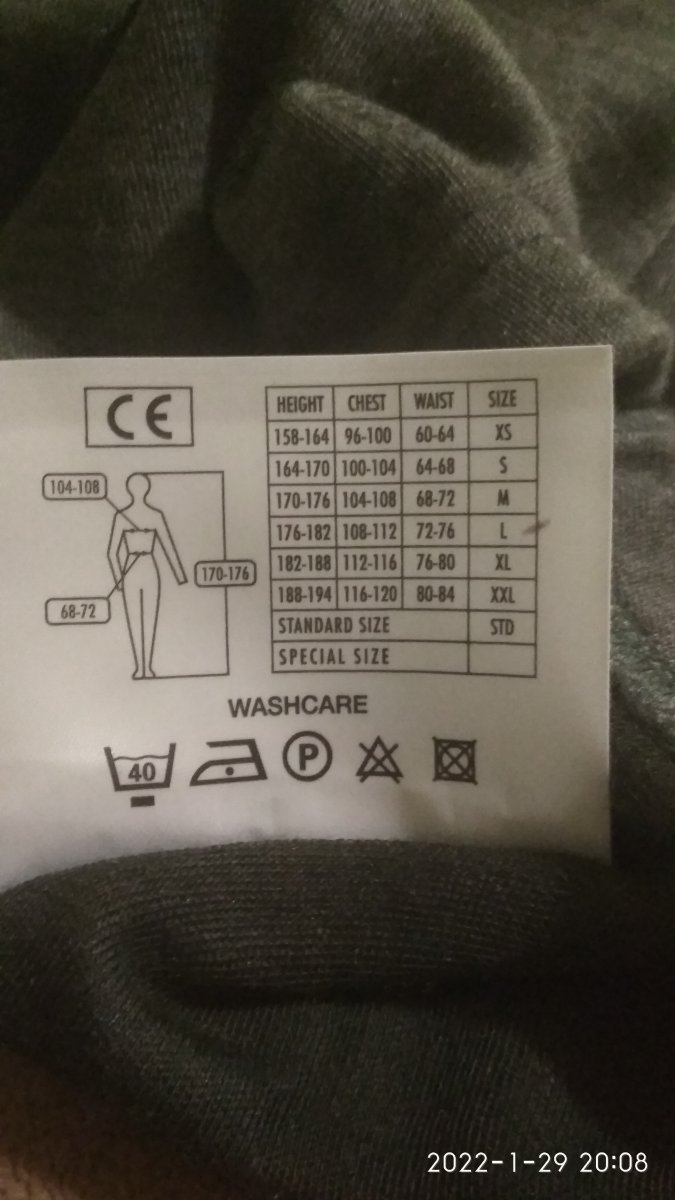 CE
HEIGHT CHEST WAIST SIZE
158-164 96-100 60-64 XS
164-170 100-104 64-68 S
170-176 104-108 68-72 M
176-182 108-112 72-76 L
182-188 112-116 76-80 XL
188-194 116-120 80-84 XXL
STANDARD SIZE STD
SPECIAL SIZE
104-108
170-176
68-72
WASHCARE
40 P
2022-1-29 20:08